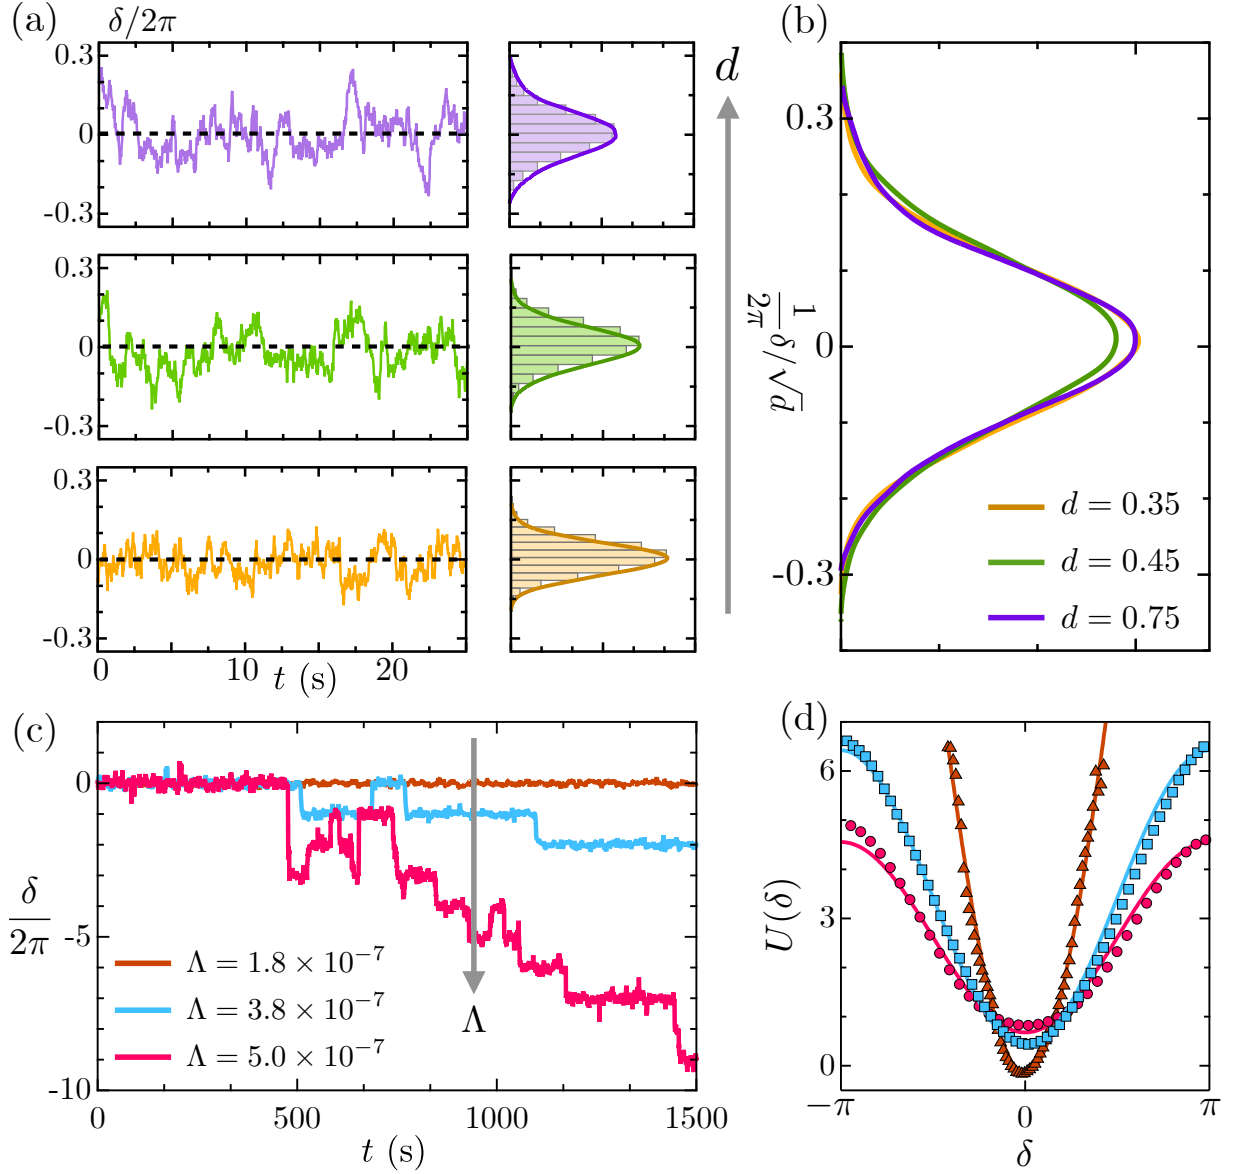 (a) δ/2π
0.3
0
-0.3
0.3
0
-0.3
0.3
0
-0.3
0 10 20
t (s)
d
(b)
0.3
0
-0.3
1/2π δ/√d
d = 0.35
d = 0.45
d = 0.75
(c)
0
-5
-10
δ/2π
Λ = 1.8 × 10⁻⁷
Λ = 3.8 × 10⁻⁷
Λ = 5.0 × 10⁻⁷
Λ
0 500 1000 1500
t (s)
(d)
6
3
0
U(δ)
−π 0 π
δ